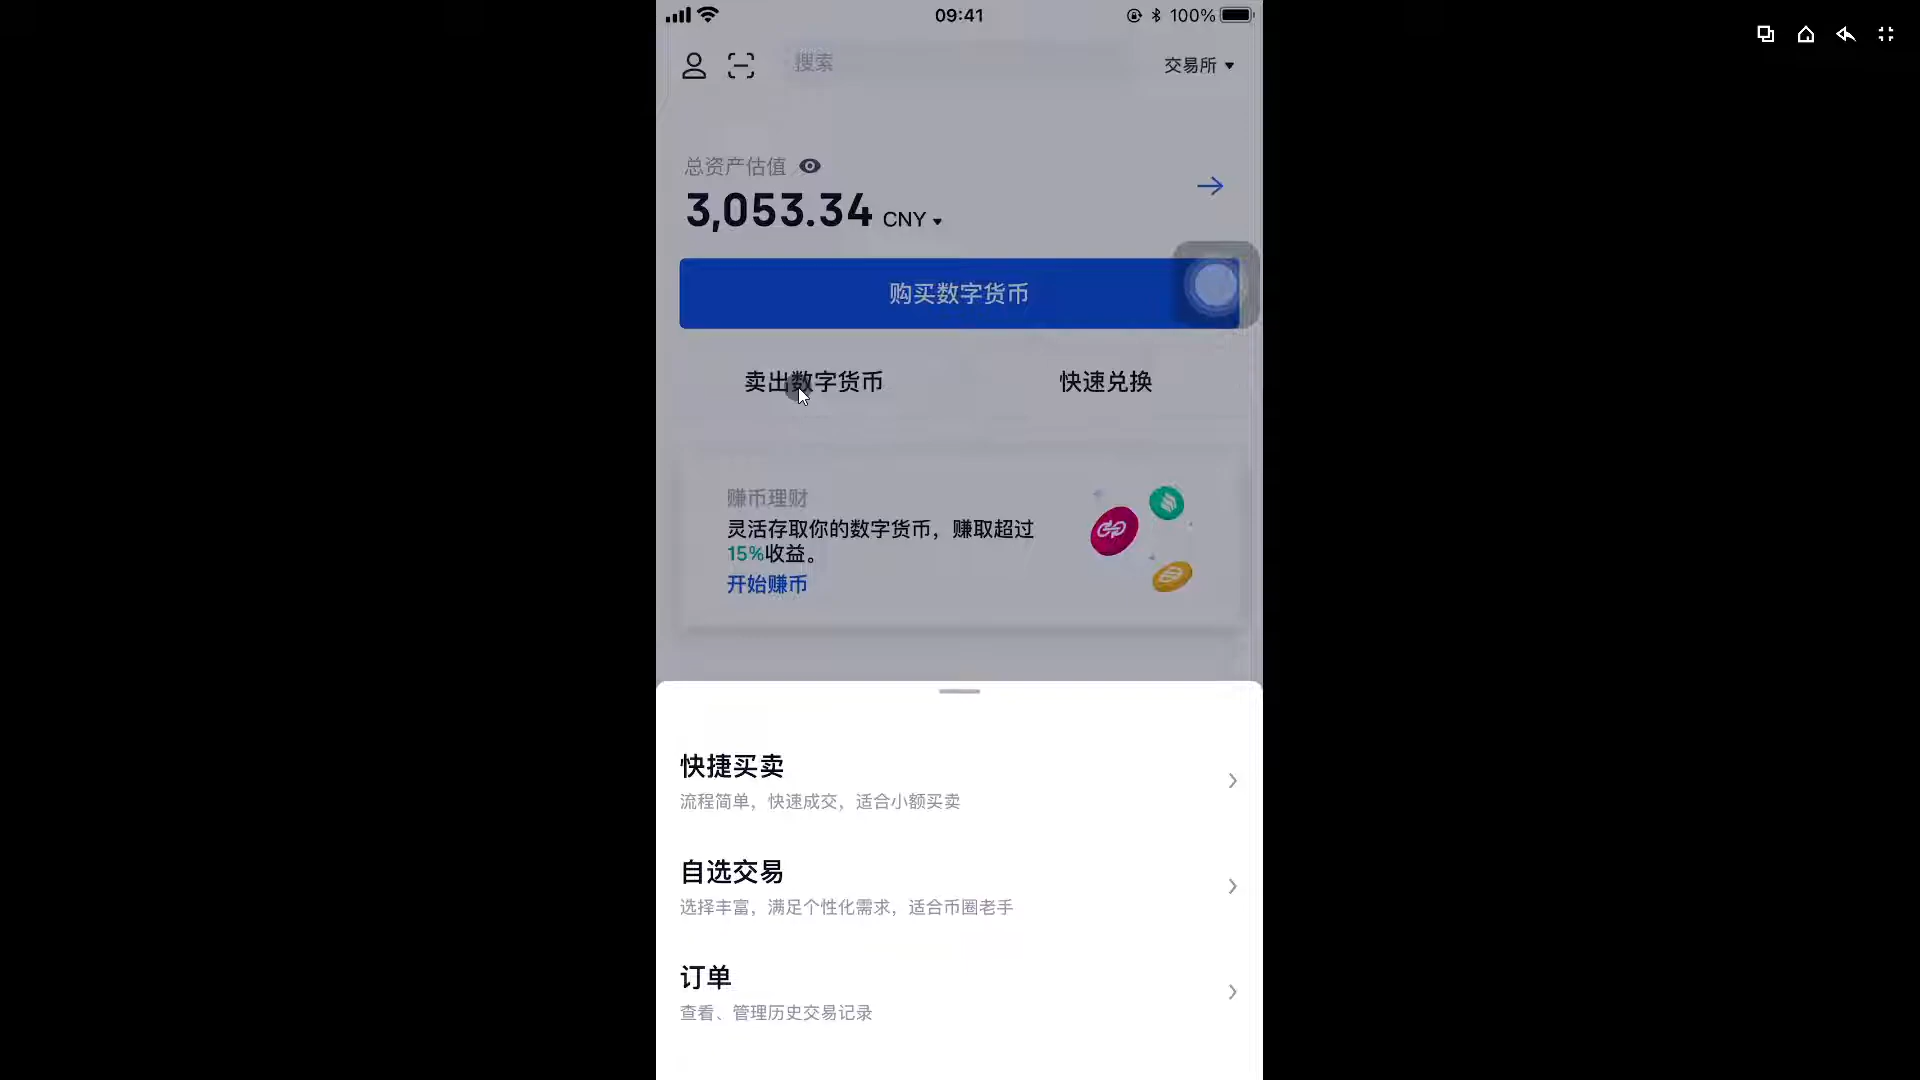 09:41
100%
搜索
交易所
总资产估值
3,053.34 CNY
购买数字货币
卖出数字货币
快速兑换
赚币理财
灵活存取你的数字货币，赚取超过
15%收益。
开始赚币
快捷买卖
流程简单，快速成交，适合小额买卖
自选交易
选择丰富，满足个性化需求，适合币圈老手
订单
查看、管理历史交易记录